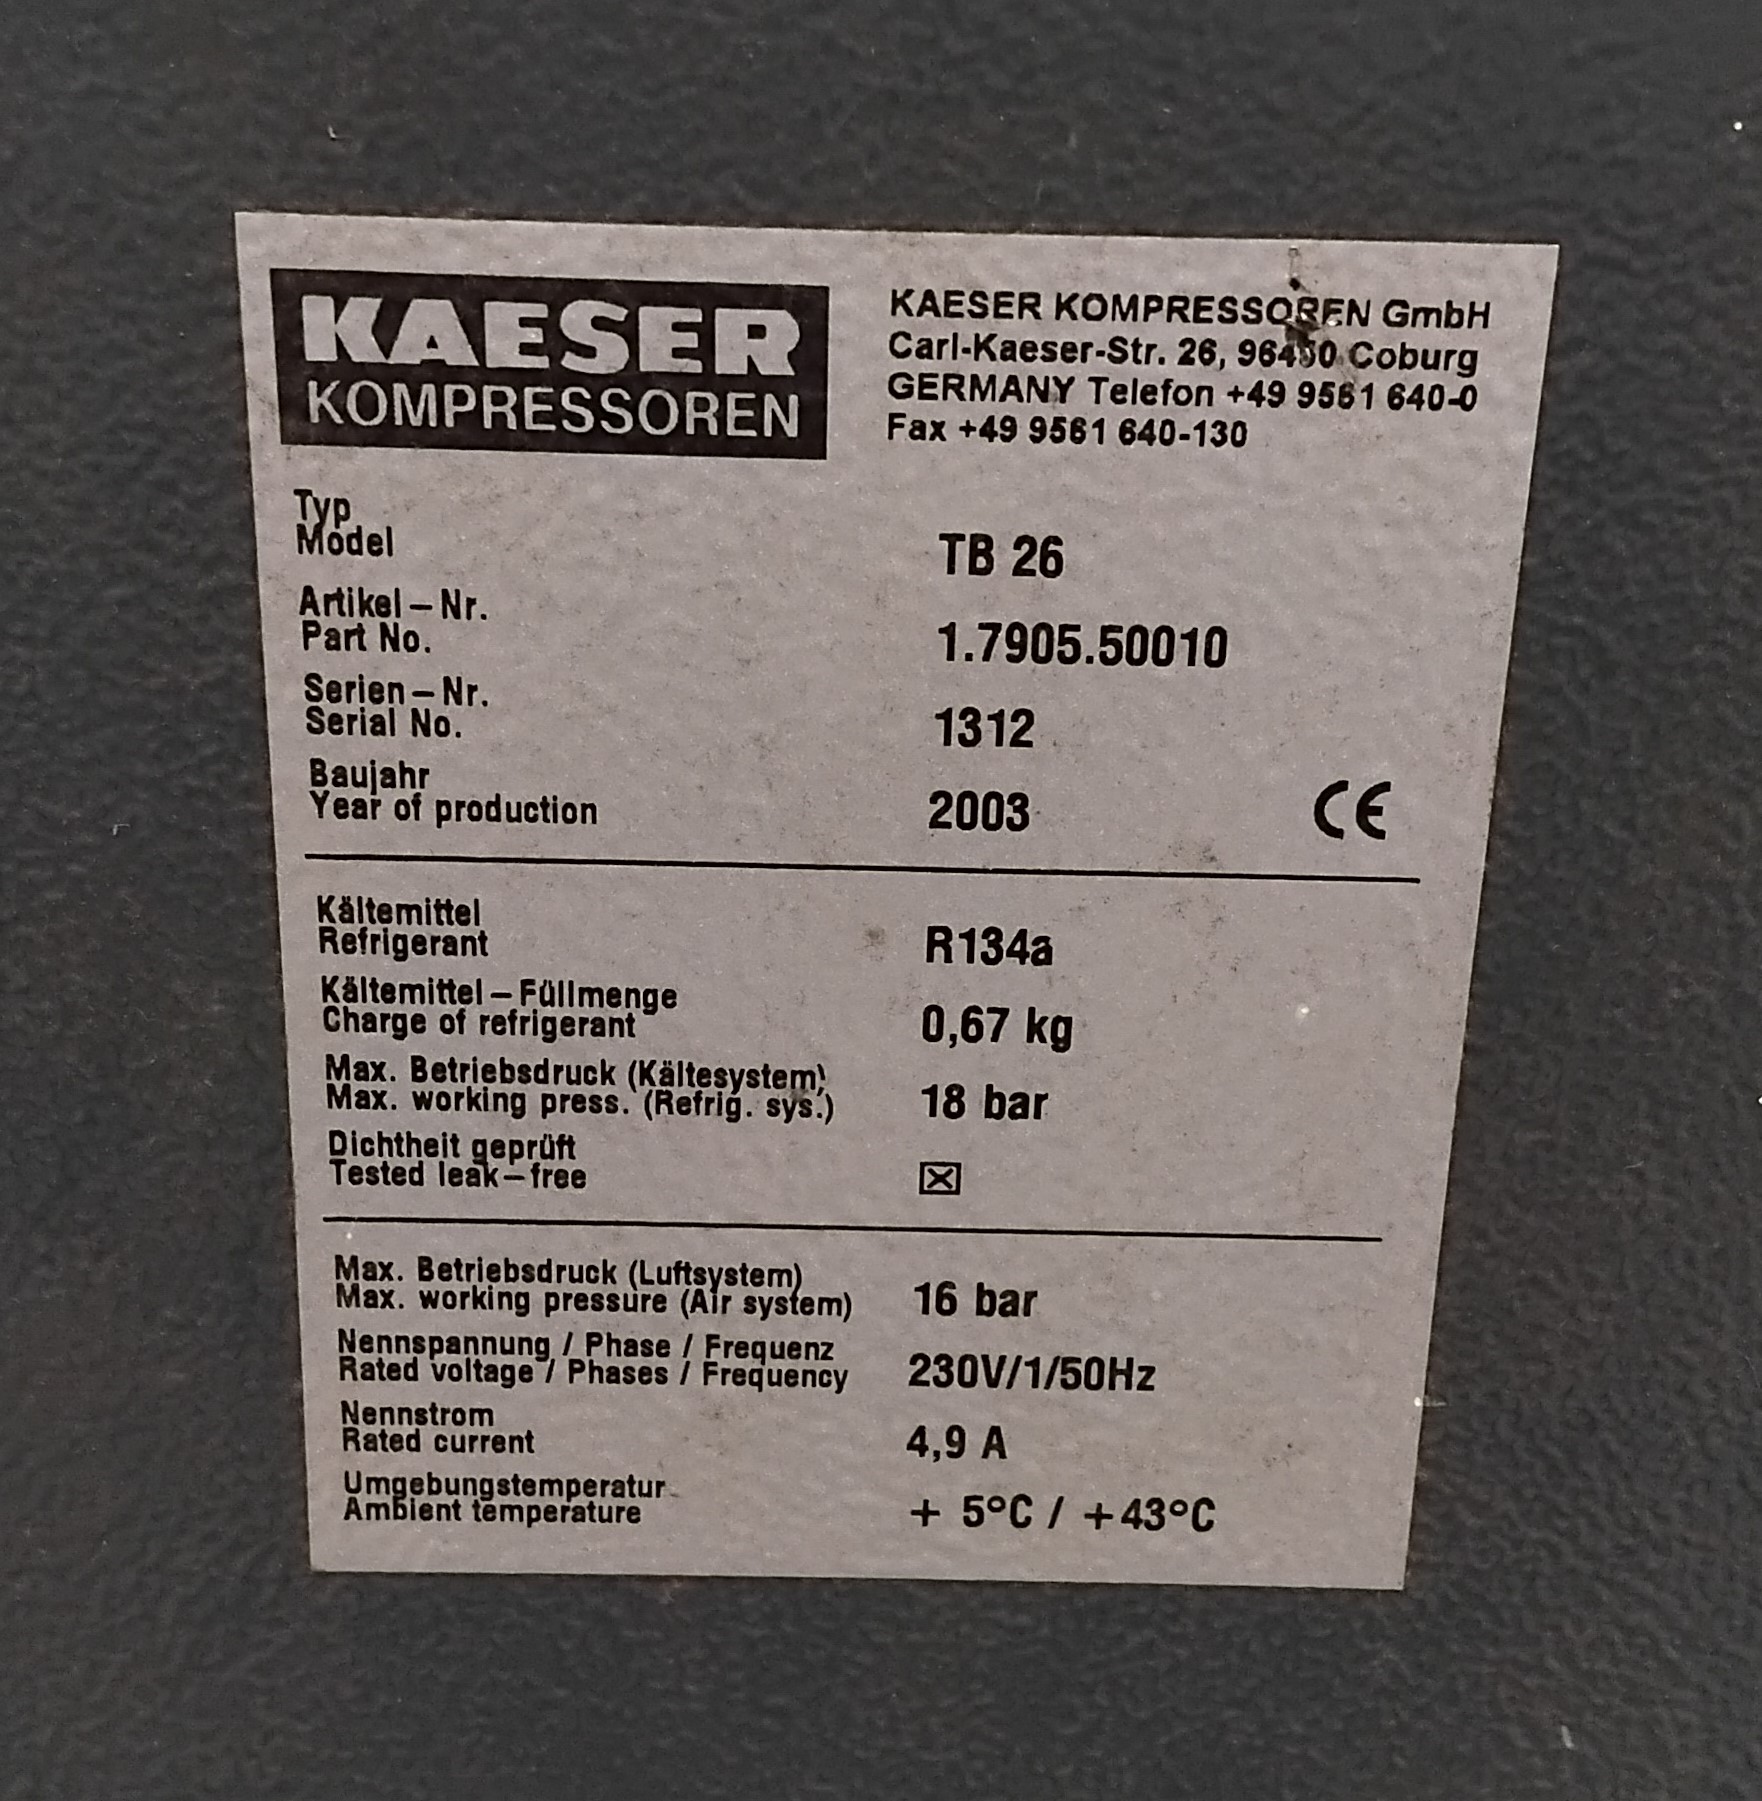 KAESER
KOMPRESSOREN
KAESER KOMPRESSOREN GmbH
Carl-Kaeser-Str. 26, 96450 Coburg
GERMANY Telefon +49 9561 640-0
Fax +49 9561 640-130
Typ
Model
TB 26
Artikel – Nr.
Part No.
1.7905.50010
Serien – Nr.
Serial No.
1312
Baujahr
Year of production
2003
CE
Kältemittel
Refrigerant
R134a
Kältemittel – Füllmenge
Charge of refrigerant
0,67 kg
Max. Betriebsdruck (Kältesystem)
Max. working press. (Refrig. sys.)
18 bar
Dichtheit geprüft
Tested leak – free
☒
Max. Betriebsdruck (Luftsystem)
Max. working pressure (Air system)
16 bar
Nennspannung / Phase / Frequenz
Rated voltage / Phases / Frequency
230V/1/50Hz
Nennstrom
Rated current
4,9 A
Umgebungstemperatur
Ambient temperature
+ 5°C / +43°C